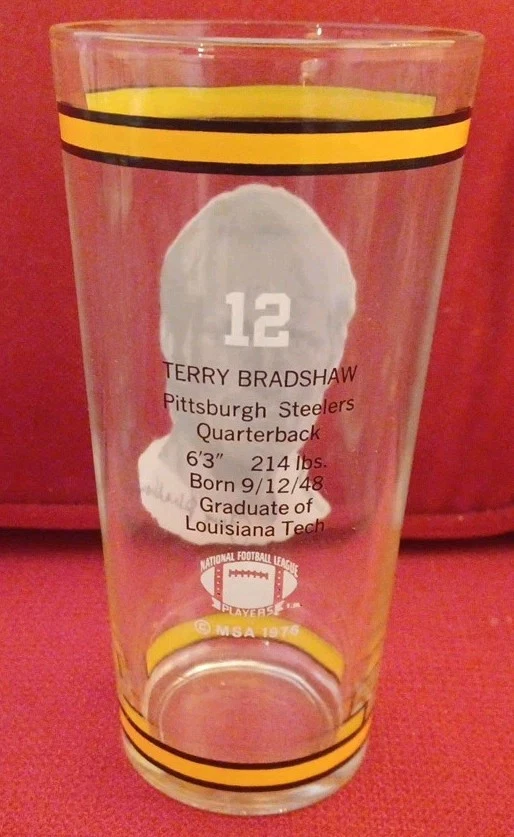 12
TERRY BRADSHAW
Pittsburgh Steelers
Quarterback
6'3" 214 lbs.
Born 9/12/48
Graduate of
Louisiana Tech
NATIONAL FOOTBALL LEAGUE
PLAYERS
© MSA 1976